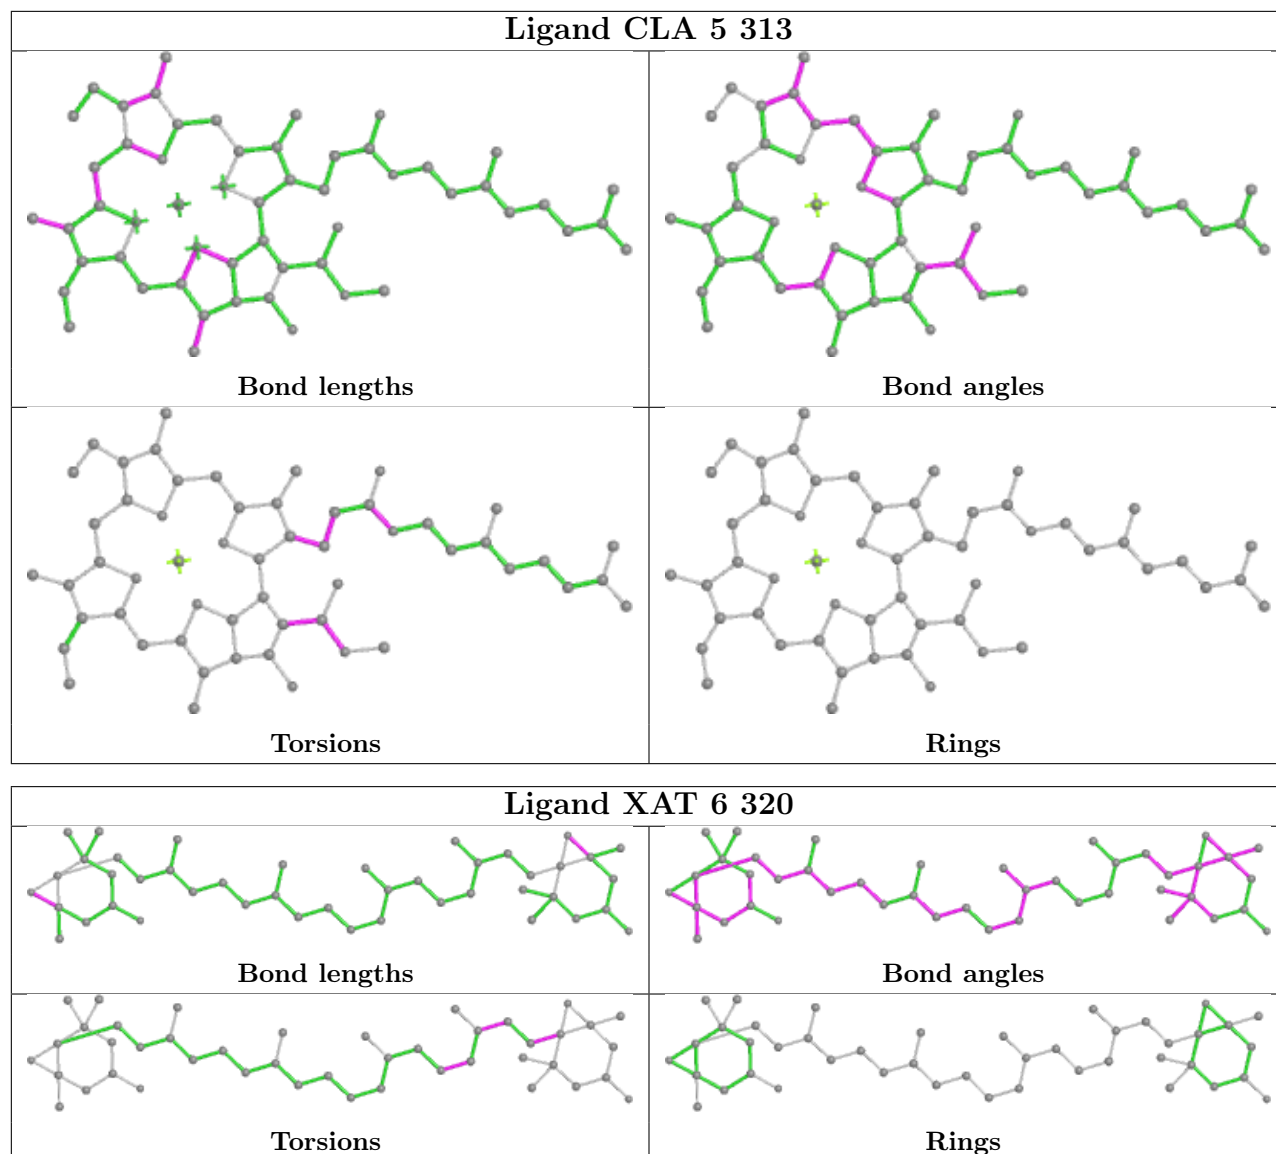 Ligand CLA 5 313
Bond lengths
Bond angles
Torsions
Rings
Ligand XAT 6 320
Bond lengths
Bond angles
Torsions
Rings